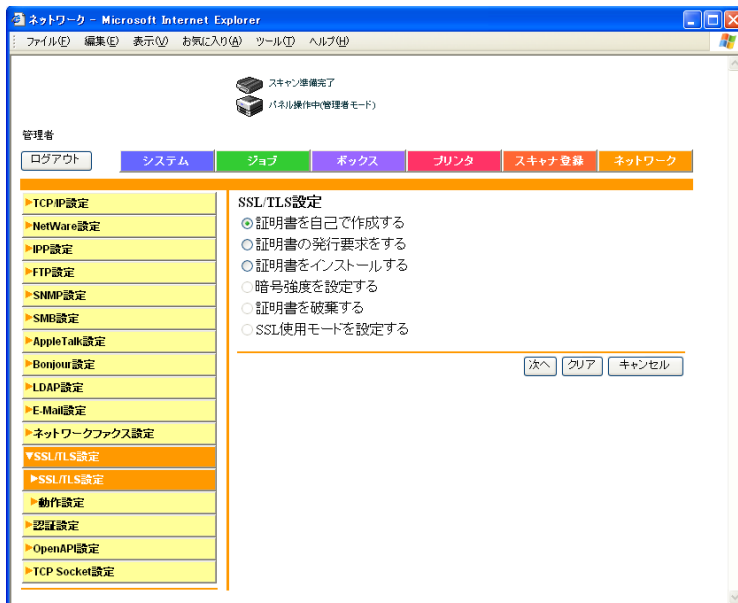 ネットワーク - Microsoft Internet Explorer
ファイル(F) 編集(E) 表示(V) お気に入り(A) ツール(T) ヘルプ(H)
スキャン準備完了
パネル操作中(管理者モード)
管理者
ログアウト システム ジョブ ボックス プリンタ スキャナ登録 ネットワーク
▶TCP/IP設定
▶NetWare設定
▶IPP設定
▶FTP設定
▶SNMP設定
▶SMB設定
▶AppleTalk設定
▶Bonjour設定
▶LDAP設定
▶E-Mail設定
▶ネットワークファクス設定
▼SSL/TLS設定
▶SSL/TLS設定
▶動作設定
▶認証設定
▶OpenAPI設定
▶TCP Socket設定
SSL/TLS設定
証明書を自己で作成する
証明書の発行要求をする
証明書をインストールする
暗号強度を設定する
証明書を破棄する
SSL使用モードを設定する
次へ クリア キャンセル